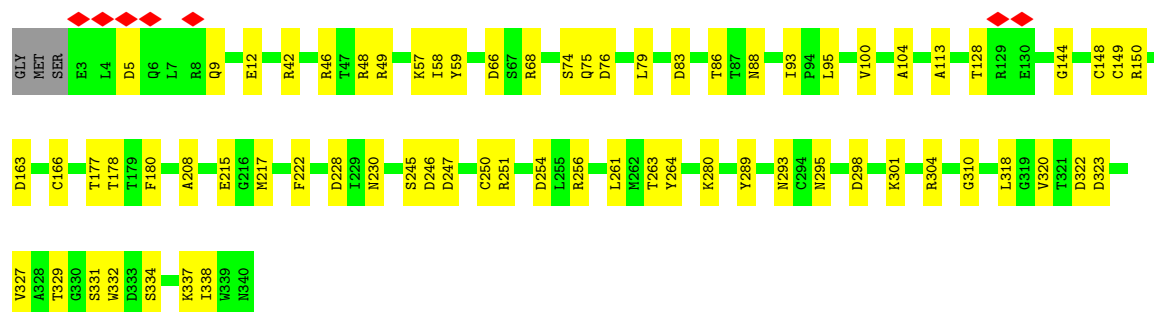 GLY MET SER E3 L4 D5 Q6 L7 R8 Q9 E12 R42 R46 T47 R48 R49 K57 I58 Y59 D66 S67 R68 S74 Q75 D76 L79 D83 T86 T87 N88 I93 P94 L95 V100 A104 A113 T128 R129 E130 G144 C148 C149 R150
D163 C166 T177 T178 T179 F180 A208 E215 G216 M217 F222 D228 I229 N230 S245 D246 D247 C250 R251 D254 L255 R256 L261 M262 T263 Y264 K280 Y289 N293 C294 N295 D298 K301 R304 G310 L318 G319 V320 T321 D322 D323
V327 A328 T329 G330 S331 W332 D333 S334 K337 I338 W339 N340